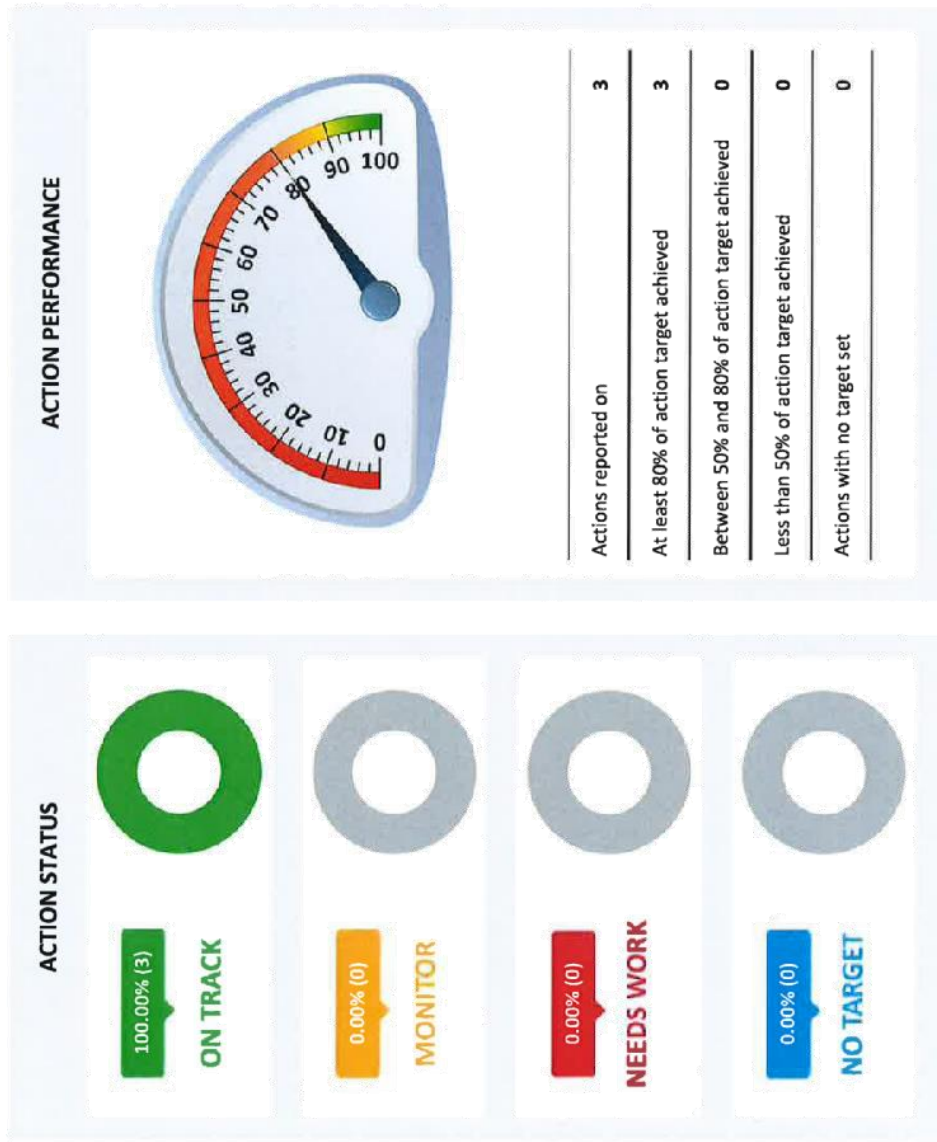 ACTION STATUS
100.00% (3)
ON TRACK
0.00% (0)
MONITOR
0.00% (0)
NEEDS WORK
0.00% (0)
NO TARGET
ACTION PERFORMANCE
0
10
20
30
40
50
60
70
80
90
100
Actions reported on 3
At least 80% of action target achieved 3
Between 50% and 80% of action target achieved 0
Less than 50% of action target achieved 0
Actions with no target set 0